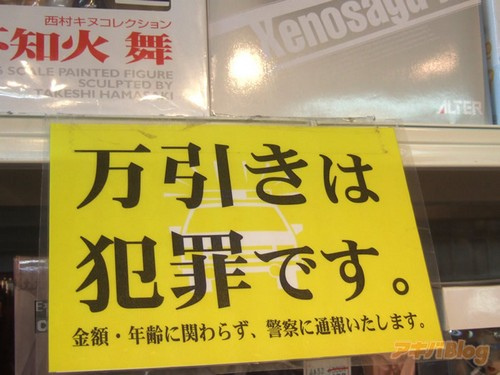 西村キヌコレクション
知火 舞
SCALE PAINTED FIGURE
SCULPTED BY
TAKESHI HAMASAKI
Xenosaga
ALTER
万引きは
犯罪です。
金額・年齢に関わらず、警察に通報いたします。
アキバBlog